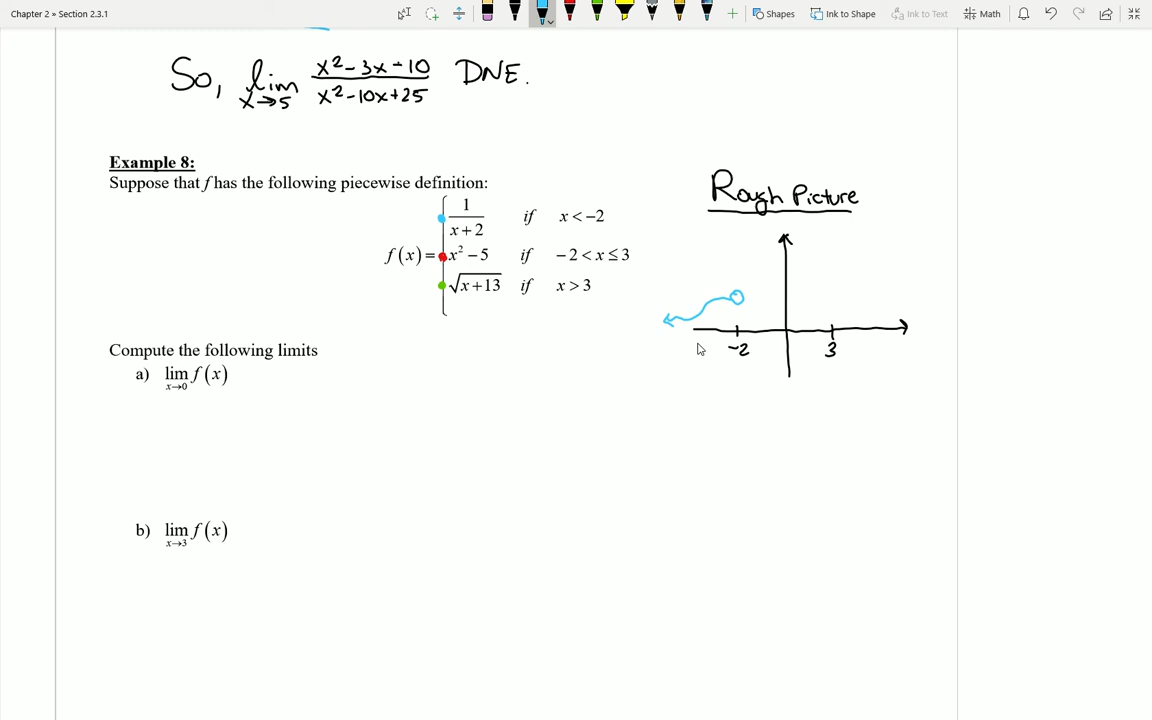 Chapter 2 » Section 2.3.1
Shapes Ink to Shape Ink to Text Math
So, lim x→5 x²-3x-10 / x²-10x+25 DNE.
Example 8:
Suppose that f has the following piecewise definition:
Rough Picture
f(x) = { 1/(x+2) if x < -2
x² - 5 if -2 < x ≤ 3
√(x+13) if x > 3
-2 3
Compute the following limits
a) lim x→0 f(x)
b) lim x→3 f(x)